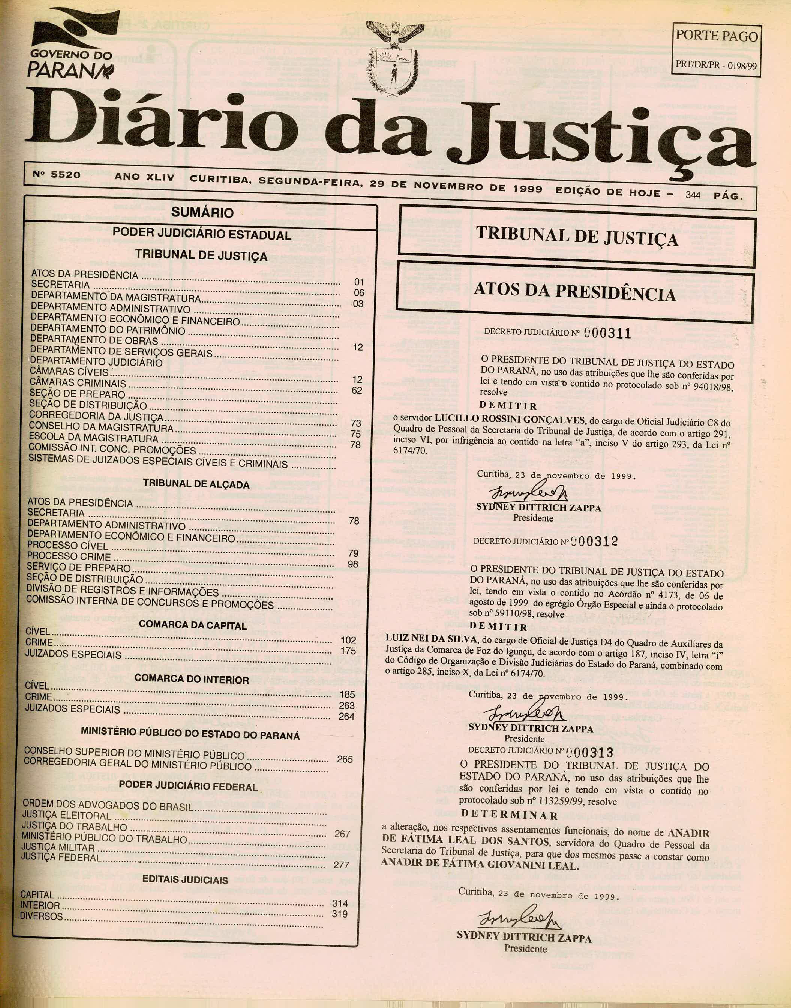 GOVERNO DO
PARANÁ
PORTE PAGO
PRT/DR/PR - 0198/99
Diário da Justiça
Nº 5520 ANO XLIV CURITIBA, SEGUNDA-FEIRA, 29 DE NOVEMBRO DE 1999 EDIÇÃO DE HOJE - 344 PÁG.
SUMÁRIO
PODER JUDICIÁRIO ESTADUAL
TRIBUNAL DE JUSTIÇA
ATOS DA PRESIDÊNCIA 01
SECRETARIA 06
DEPARTAMENTO DA MAGISTRATURA 03
DEPARTAMENTO ADMINISTRATIVO
DEPARTAMENTO ECONÔMICO E FINANCEIRO
DEPARTAMENTO DO PATRIMÔNIO
DEPARTAMENTO DE OBRAS 12
DEPARTAMENTO DE SERVIÇOS GERAIS
DEPARTAMENTO JUDICIÁRIO
CÂMARAS CÍVEIS 12
CÂMARAS CRIMINAIS 62
SEÇÃO DE PREPARO
SEÇÃO DE DISTRIBUIÇÃO
CORREGEDORIA DA JUSTIÇA 73
CONSELHO DA MAGISTRATURA 75
ESCOLA DA MAGISTRATURA 78
COMISSÃO INT. CONC. PROMOÇÕES
SISTEMAS DE JUIZADOS ESPECIAIS CÍVEIS E CRIMINAIS
TRIBUNAL DE ALÇADA
ATOS DA PRESIDÊNCIA
SECRETARIA 78
DEPARTAMENTO ADMINISTRATIVO
DEPARTAMENTO ECONÔMICO E FINANCEIRO
PROCESSO CÍVEL 79
PROCESSO CRIME 98
SERVIÇO DE PREPARO
SEÇÃO DE DISTRIBUIÇÃO
DIVISÃO DE REGISTROS E INFORMAÇÕES
COMISSÃO INTERNA DE CONCURSOS E PROMOÇÕES
COMARCA DA CAPITAL
CÍVEL 102
CRIME 175
JUIZADOS ESPECIAIS
COMARCA DO INTERIOR
CÍVEL 185
CRIME 263
JUIZADOS ESPECIAIS 264
MINISTÉRIO PÚBLICO DO ESTADO DO PARANÁ
CONSELHO SUPERIOR DO MINISTÉRIO PÚBLICO 265
CORREGEDORIA GERAL DO MINISTÉRIO PÚBLICO
PODER JUDICIÁRIO FEDERAL
ORDEM DOS ADVOGADOS DO BRASIL
JUSTIÇA ELEITORAL
JUSTIÇA DO TRABALHO 267
MINISTÉRIO PÚBLICO DO TRABALHO
JUSTIÇA MILITAR
JUSTIÇA FEDERAL 277
EDITAIS JUDICIAIS
CAPITAL 314
INTERIOR 319
DIVERSOS
TRIBUNAL DE JUSTIÇA
ATOS DA PRESIDÊNCIA
DECRETO JUDICIÁRIO Nº 000311
O PRESIDENTE DO TRIBUNAL DE JUSTIÇA DO ESTADO
DO PARANÁ, no uso das atribuições que lhe são conferidas por
lei e tendo em vista o contido no protocolado sob nº 94018/98,
resolve
D E M I T I R
o servidor LUCILLO ROSSINI GONÇALVES, do cargo de Oficial Judiciário C8 do
Quadro de Pessoal da Secretaria do Tribunal de Justiça, de acordo com o artigo 291,
inciso VI, por infrigência ao contido na letra "a", inciso V do artigo 293, da Lei nº
6174/70.
Curitiba, 23 de novembro de 1999.
SYDNEY DITTRICH ZAPPA
Presidente
DECRETO JUDICIÁRIO Nº 000312
O PRESIDENTE DO TRIBUNAL DE JUSTIÇA DO ESTADO
DO PARANÁ, no uso das atribuições que lhe são conferidas por
lei, tendo em vista o contido no Acórdão nº 4173, de 06 de
agosto de 1999 do egrégio Órgão Especial e ainda o protocolado
sob nº 59110/98, resolve
D E M I T I R
LUIZ NEI DA SILVA, do cargo de Oficial de Justiça D4 do Quadro de Auxiliares da
Justiça da Comarca de Foz do Iguaçu, de acordo com o artigo 187, inciso IV, letra "i"
do Código de Organização e Divisão Judiciárias do Estado do Paraná, combinado com
o artigo 285, inciso X, da Lei nº 6174/70.
Curitiba, 23 de novembro de 1999.
SYDNEY DITTRICH ZAPPA
Presidente
DECRETO JUDICIÁRIO Nº 000313
O PRESIDENTE DO TRIBUNAL DE JUSTIÇA DO
ESTADO DO PARANÁ, no uso das atribuições que lhe
são conferidas por lei e tendo em vista o contido no
protocolado sob nº 113259/99, resolve
D E T E R M I N A R
a alteração, nos respectivos assentamentos funcionais, do nome de ANADIR
DE FÁTIMA LEAL DOS SANTOS, servidora do Quadro de Pessoal da
Secretaria do Tribunal de Justiça, para que dos mesmos passe a constar como
ANADIR DE FÁTIMA GIOVANINI LEAL.
Curitiba, 23 de novembro de 1999.
SYDNEY DITTRICH ZAPPA
Presidente